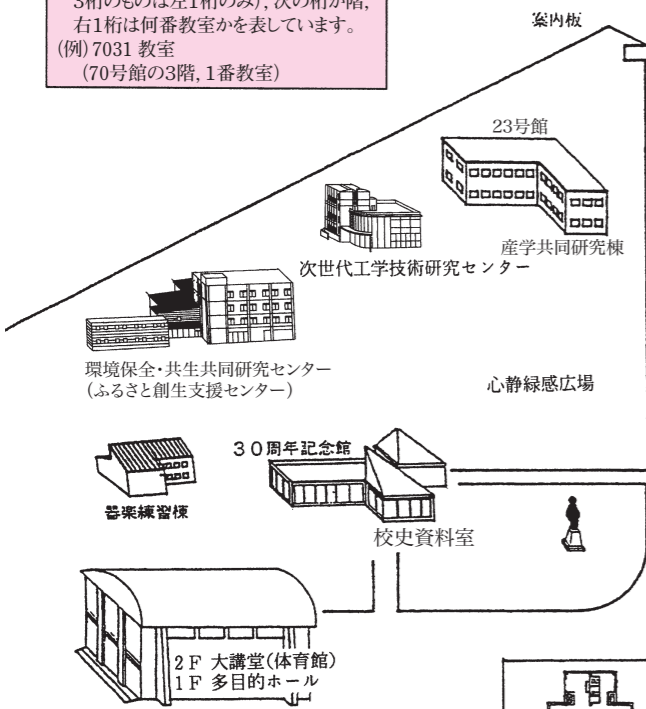 3桁のものは左1桁のみ), 次の桁が階,
右1桁は何番教室かを表しています。
(例) 7031 教室
(70号館の3階, 1番教室)
案内板
23号館
産学共同研究棟
次世代工学技術研究センター
環境保全・共生共同研究センター
(ふるさと創生支援センター)
心静緑感広場
30周年記念館
器楽練習棟
校史資料室
2F 大講堂(体育館)
1F 多目的ホール